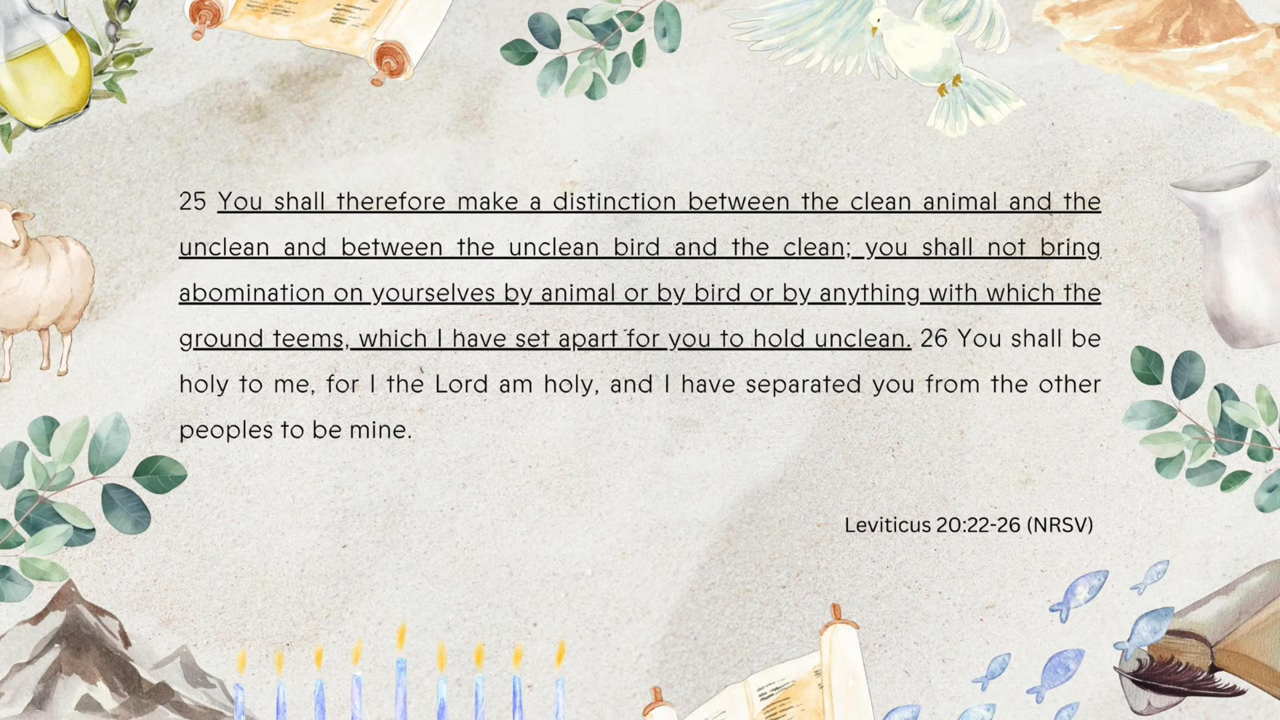 25 You shall therefore make a distinction between the clean animal and the
unclean and between the unclean bird and the clean; you shall not bring
abomination on yourselves by animal or by bird or by anything with which the
ground teems, which I have set apart for you to hold unclean. 26 You shall be
holy to me, for I the Lord am holy, and I have separated you from the other
peoples to be mine.
Leviticus 20:22-26 (NRSV)